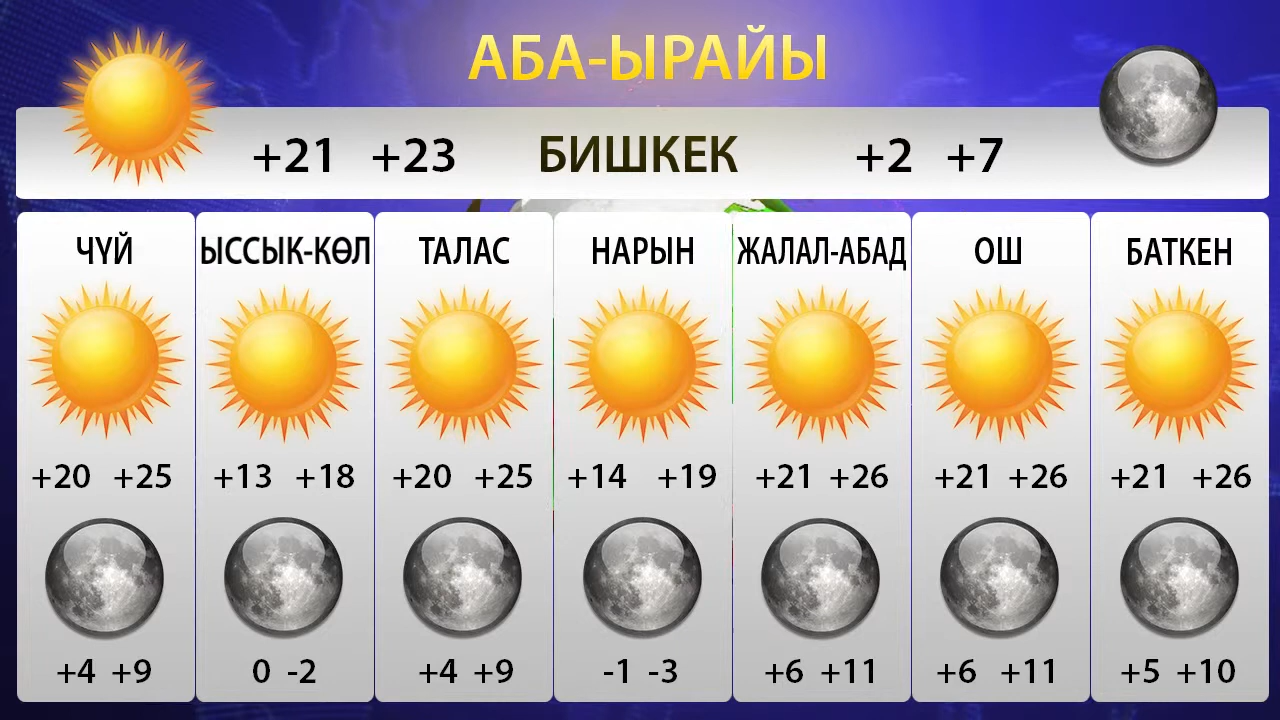 АБА-ЫРАЙЫ
+21 +23 БИШКЕК +2 +7
ЧҮЙ ЫССЫК-КӨЛ ТАЛАС НАРЫН ЖАЛАЛ-АБАД ОШ БАТКЕН
+20 +25 +13 +18 +20 +25 +14 +19 +21 +26 +21 +26 +21 +26
+4 +9 0 -2 +4 +9 -1 -3 +6 +11 +6 +11 +5 +10